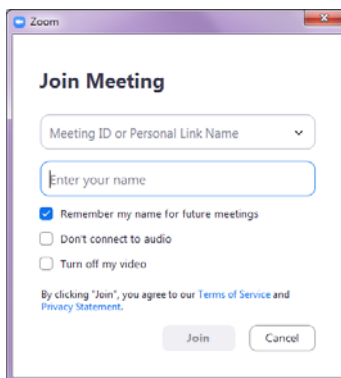 Zoom
Join Meeting
Meeting ID or Personal Link Name
Enter your name
Remember my name for future meetings
Don't connect to audio
Turn off my video
By clicking "Join", you agree to our Terms of Service and
Privacy Statement.
Join Cancel